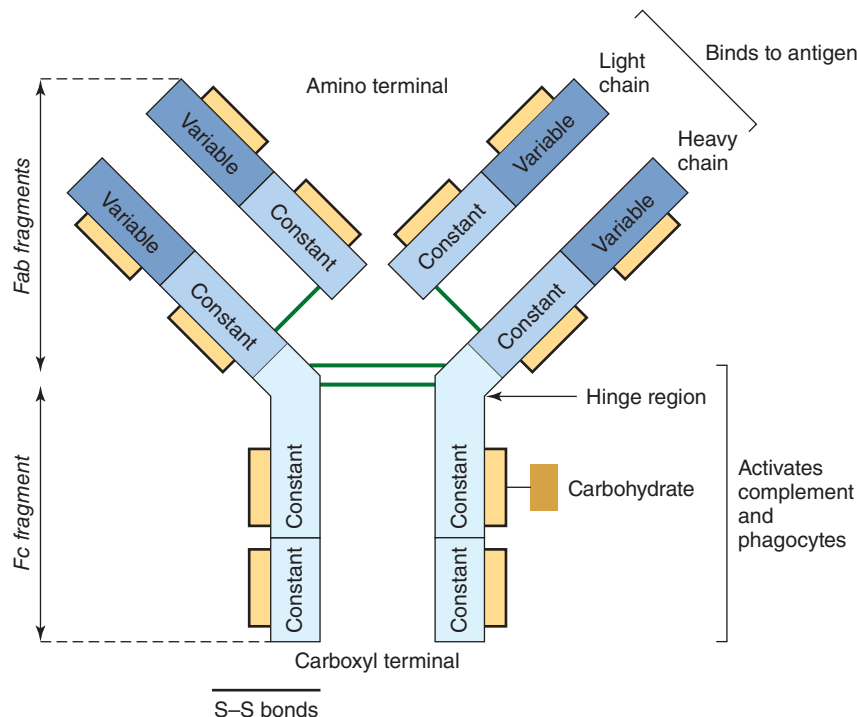 Amino terminal
Light
chain
Binds to antigen
Heavy
chain
Variable
Variable
Variable
Variable
Constant
Constant
Constant
Constant
Fab fragments
Hinge region
Fc fragment
Constant
Constant
Carbohydrate
Activates
complement
and
phagocytes
Constant
Constant
Carboxyl terminal
S–S bonds